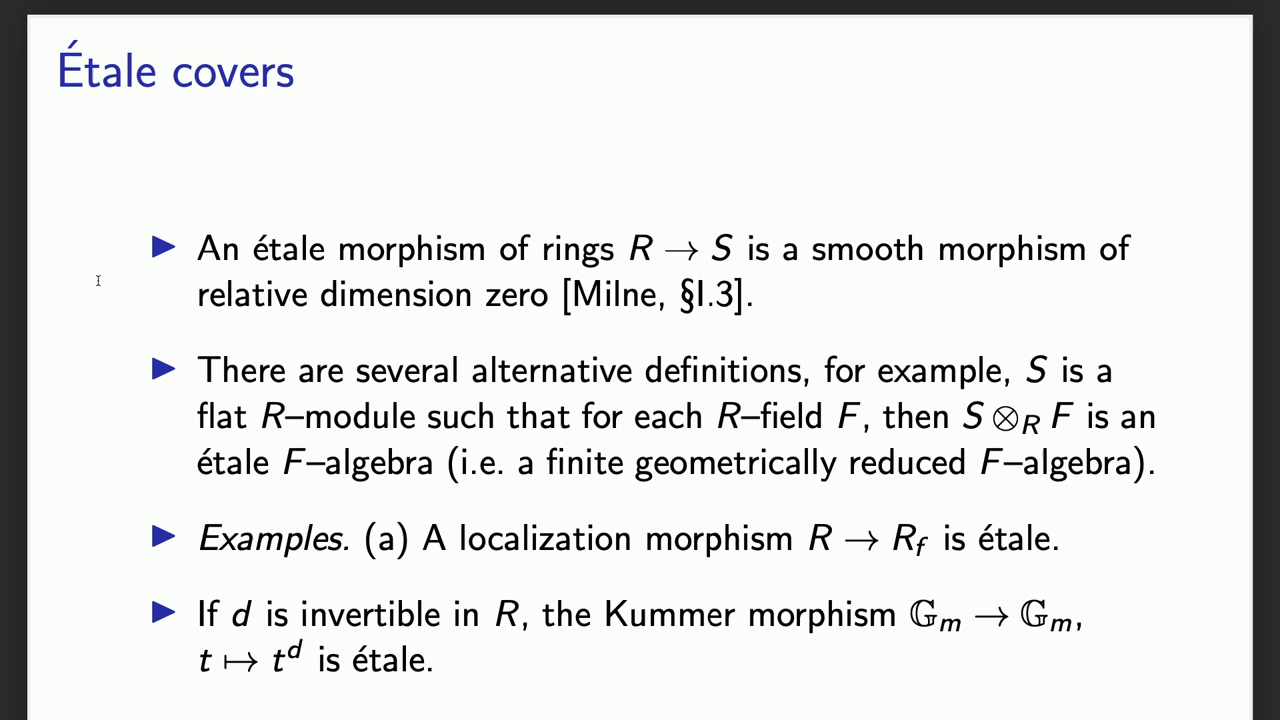 Étale covers
▶ An étale morphism of rings R → S is a smooth morphism of
relative dimension zero [Milne, §I.3].
▶ There are several alternative definitions, for example, S is a
flat R–module such that for each R–field F, then S ⊗_R F is an
étale F–algebra (i.e. a finite geometrically reduced F–algebra).
▶ Examples. (a) A localization morphism R → R_f is étale.
▶ If d is invertible in R, the Kummer morphism 𝔾_m → 𝔾_m,
t ↦ t^d is étale.